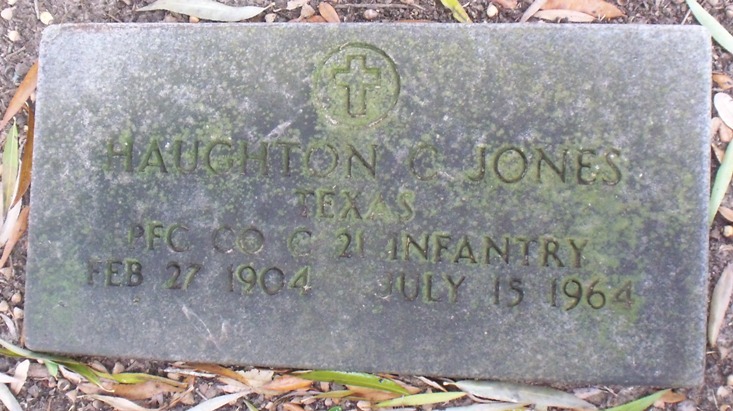 HAUGHTON C JONES
TEXAS
PFC CO C 21 INFANTRY
FEB 27 1904 JULY 15 1964